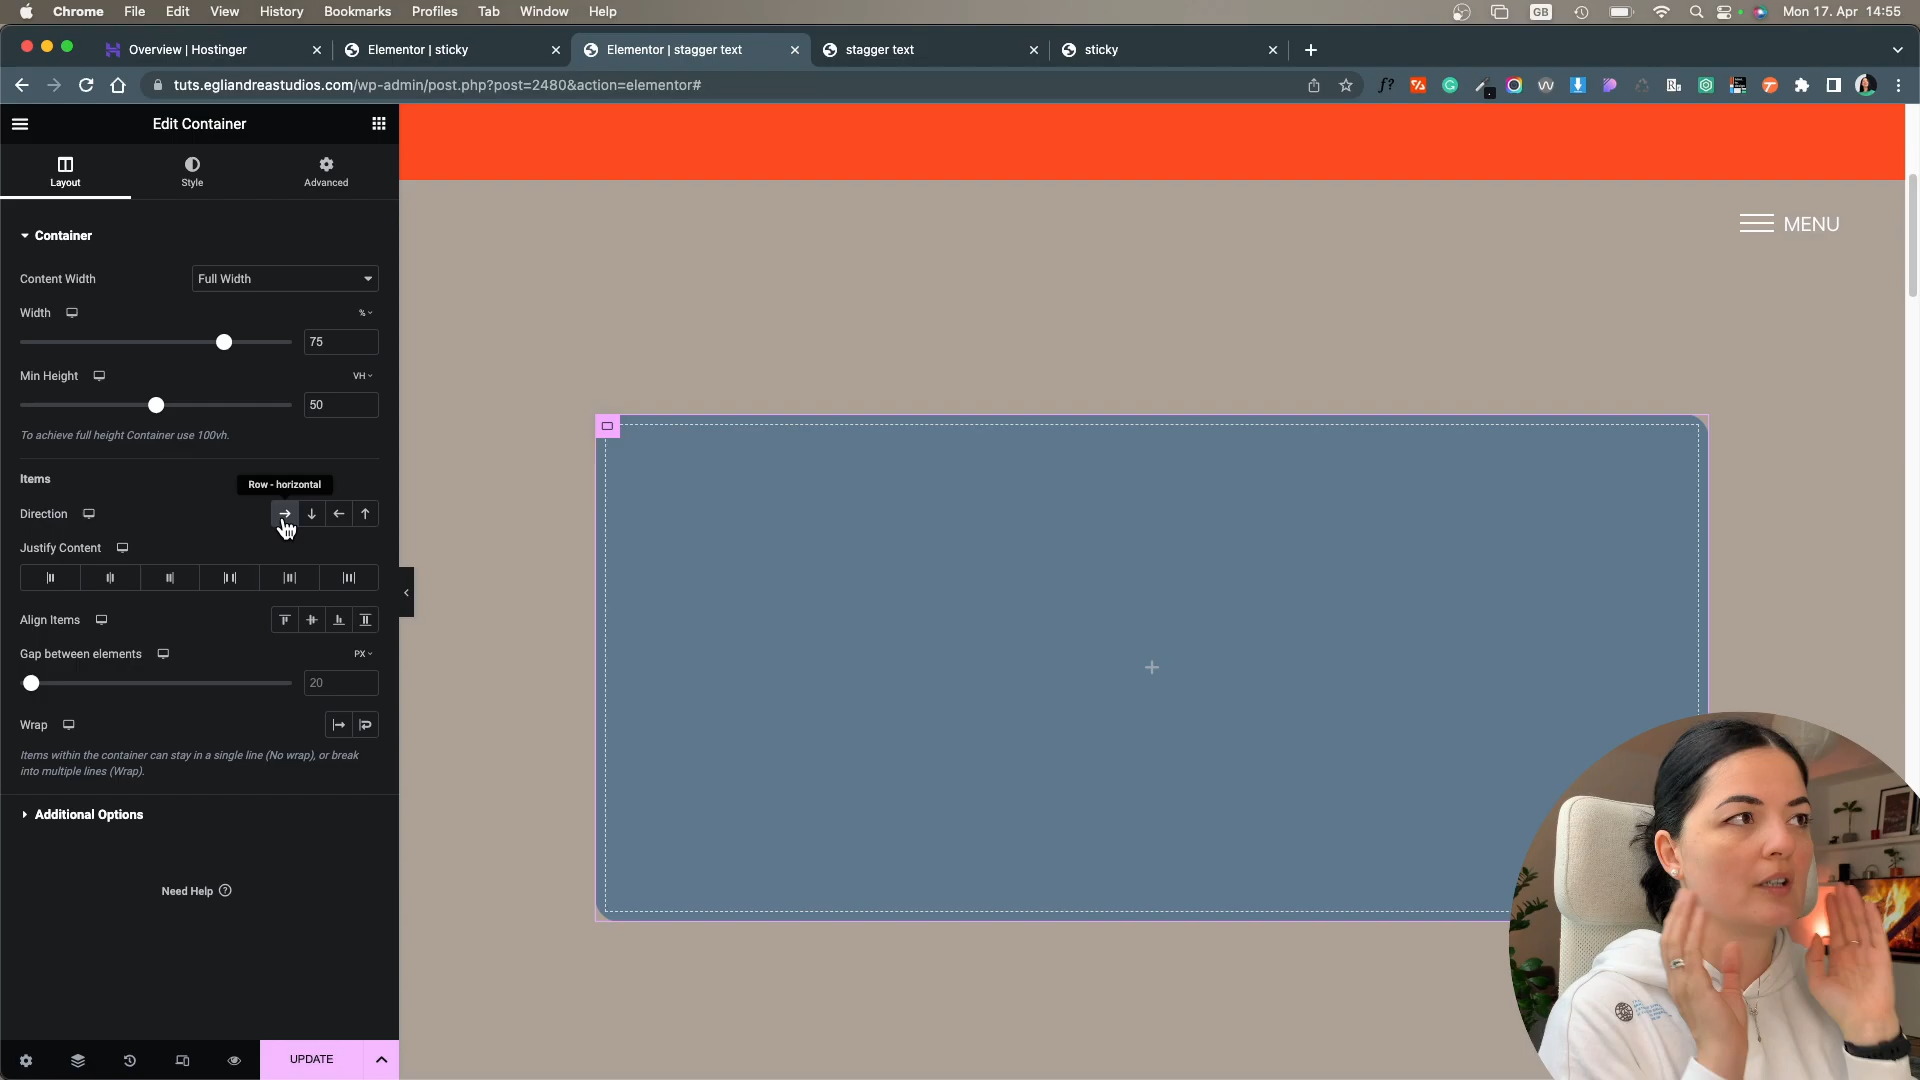 Chrome File Edit View History Bookmarks Profiles Tab Window Help GB Mon 17. Apr 14:55
Overview | Hostinger
Elementor | sticky
Elementor | stagger text
stagger text
sticky
tuts.egliandreastudios.com/wp-admin/post.php?post=2480&action=elementor#
Edit Container
Layout
Style
Advanced
MENU
Container
Content Width Full Width
Width %
75
Min Height VH
50
To achieve full height Container use 100vh.
Items
Row - horizontal
Direction
Justify Content
Align Items
Gap between elements PX
20
Wrap
Items within the container can stay in a single line (No wrap), or break
into multiple lines (Wrap).
Additional Options
Need Help ?
UPDATE